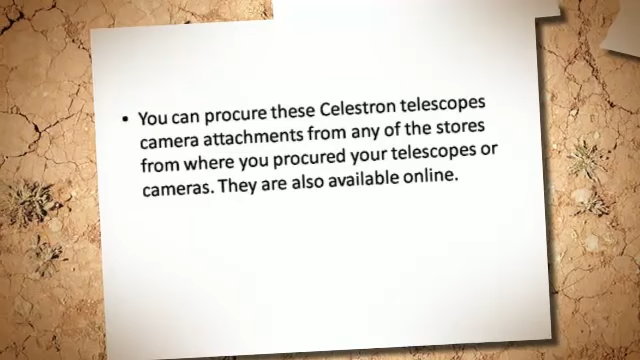 • You can procure these Celestron telescopes
camera attachments from any of the stores
from where you procured your telescopes or
cameras. They are also available online.